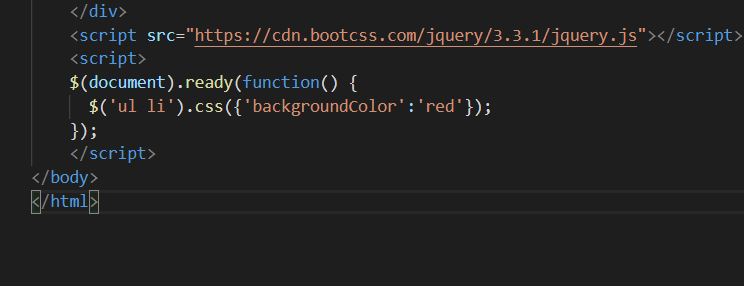 </div>
<script src="https://cdn.bootcss.com/jquery/3.3.1/jquery.js"></script>
<script>
$(document).ready(function() {
$('ul li').css({'backgroundColor':'red'});
});
</script>
</body>
</html>